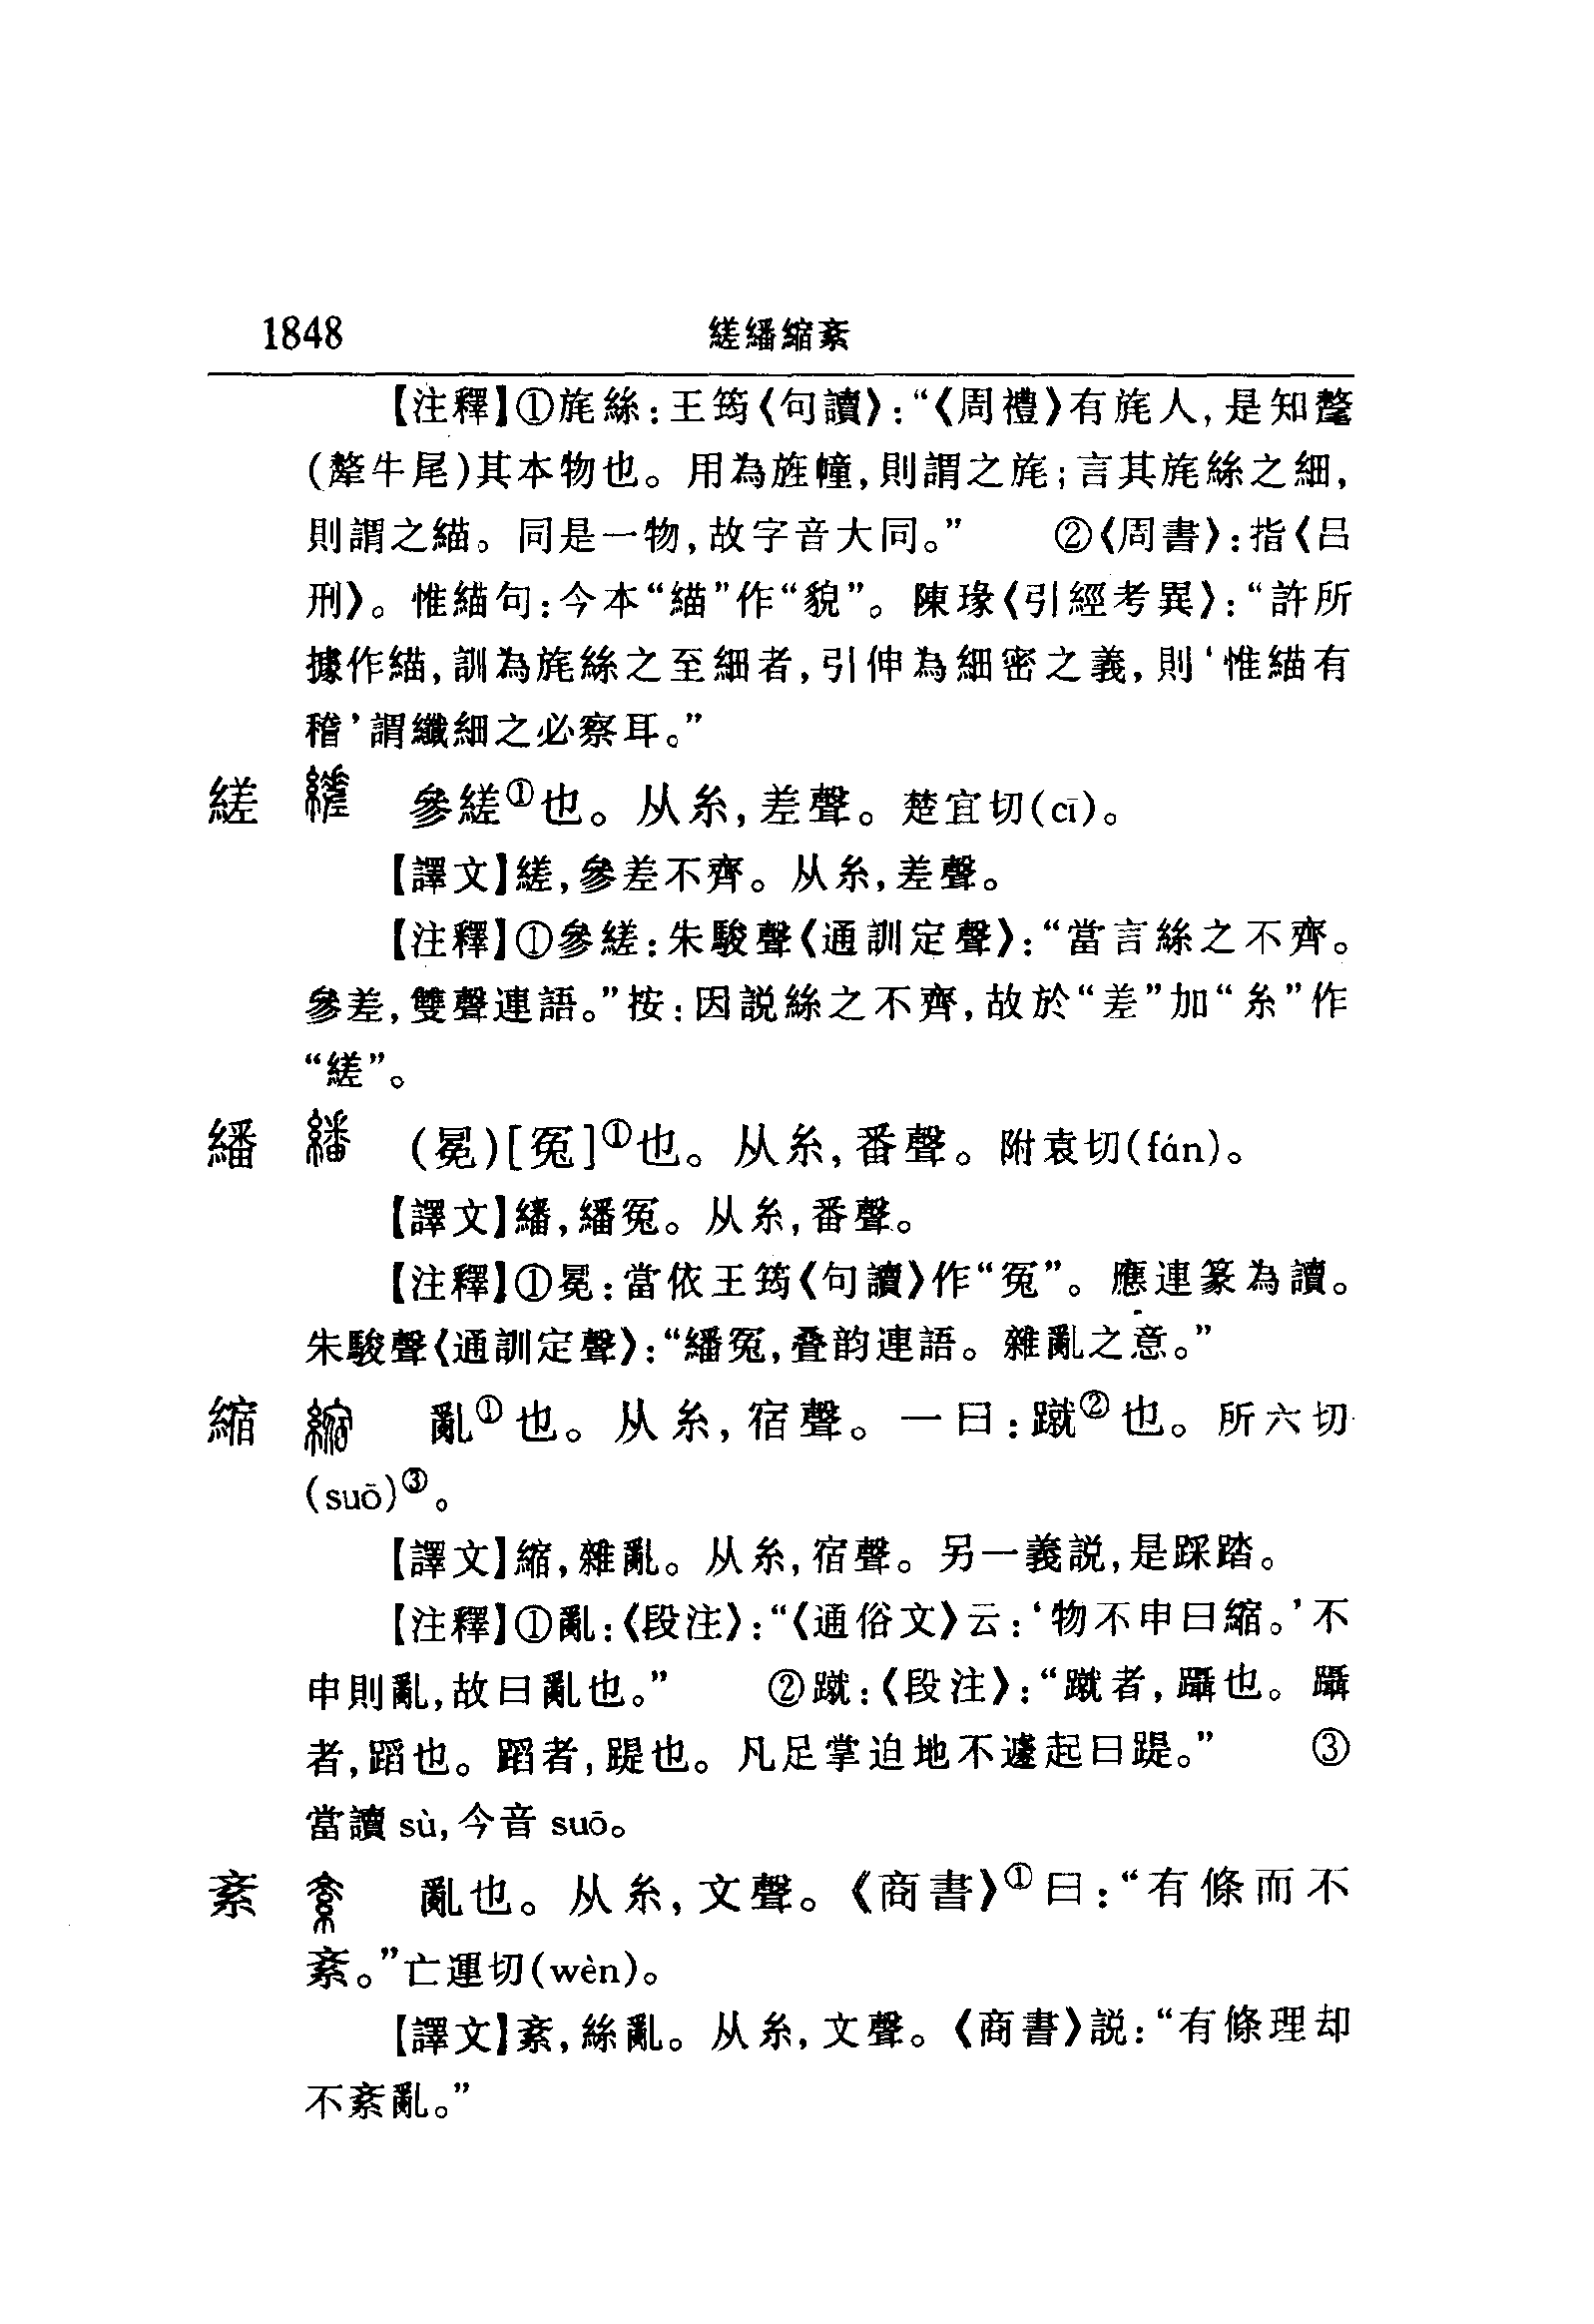 1848 縒繙縮紊
【注釋】①旄絲：王筠《句讀》：“《周禮》有旄人，是知氂
(犛牛尾)其本物也。用為旌幢，則謂之旄；言其旄絲之細，
則謂之緢。同是一物，故字音大同。” ②《周書》：指《吕
刑》。惟緢句：今本“緢”作“貌”。陳瑑《引經考異》：“許所
據作緢，訓為旄絲之至細者，引伸為細密之義，則‘惟緢有
稽’謂纖細之必察耳。”
縒 縒 參縒①也。从糸，差聲。楚宜切(cī)。
【譯文】縒，參差不齊。从糸，差聲。
【注釋】①參縒：朱駿聲《通訓定聲》：“當言絲之不齊。
參差，雙聲連語。”按：因説絲之不齊，故於“差”加“糸”作
“縒”。
繙 繙 (冕)[冤]①也。从糸，番聲。附袁切(fán)。
【譯文】繙，繙冤。从糸，番聲。
【注釋】①冕：當依王筠《句讀》作“冤”。應連篆為讀。
朱駿聲《通訓定聲》：“繙冤，叠韵連語。雜亂之意。”
縮 縮 亂①也。从糸，宿聲。一曰：蹴②也。所六切
(suō)③。
【譯文】縮，雜亂。从糸，宿聲。另一義説，是踩踏。
【注釋】①亂：《段注》：“《通俗文》云：‘物不申曰縮。’不
申則亂，故曰亂也。” ②蹴：《段注》：“蹴者，躡也。躡
者，蹈也。蹈者，踶也。凡足掌迫地不遽起曰踶。” ③
當讀 sù，今音 suō。
紊 紊 亂也。从糸，文聲。《商書》①曰：“有條而不
紊。”亡運切(wèn)。
【譯文】紊，絲亂。从糸，文聲。《商書》説：“有條理却
不紊亂。”